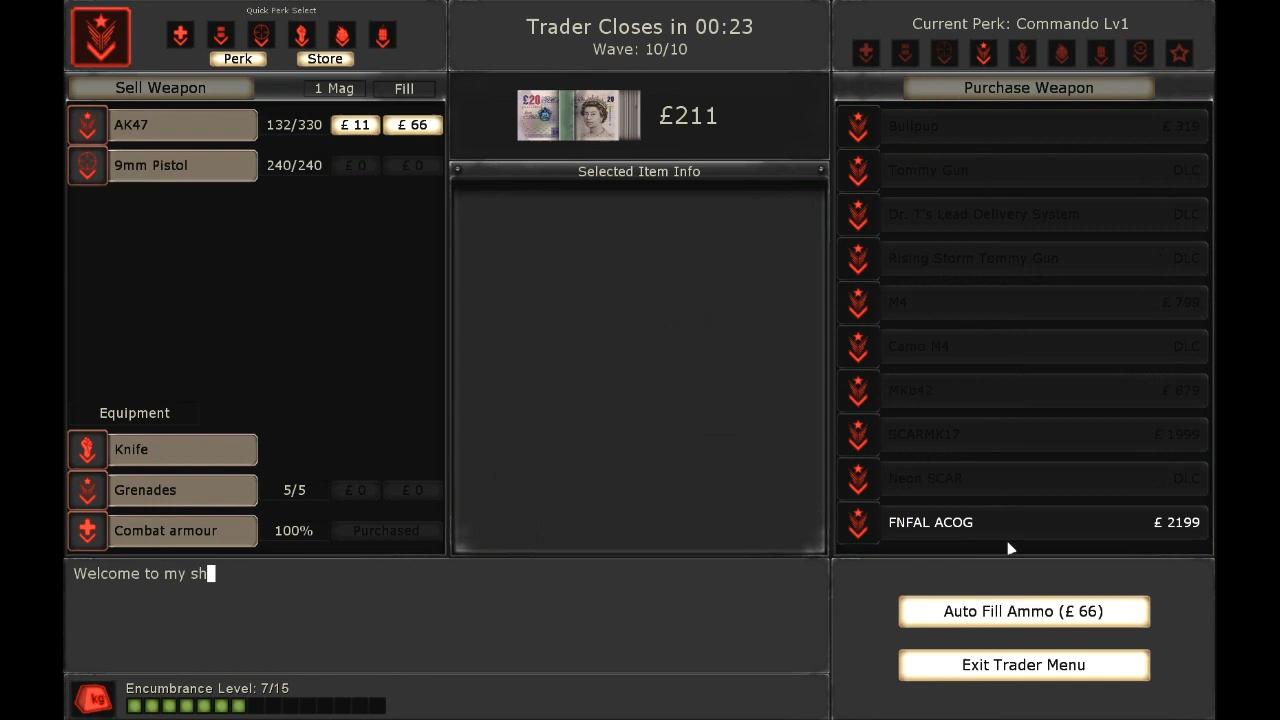 Quick Perk Select
Perk
Store
Trader Closes in 00:23
Wave: 10/10
Current Perk: Commando Lv1
Sell Weapon
1 Mag
Fill
AK47 132/330 £ 11 £ 66
9mm Pistol 240/240 £ 0 £ 0
£211
Selected Item Info
Purchase Weapon
Bullpup £ 319
Tommy Gun DLC
Dr. T's Lead Delivery System DLC
Rising Storm Tommy Gun DLC
M4 £ 799
Camo M4 DLC
MKb42 £ 879
SCARMK17 £ 1999
Neon SCAR DLC
FNFAL ACOG £ 2199
Equipment
Knife
Grenades 5/5 £ 0 £ 0
Combat armour 100% Purchased
Welcome to my sh
Auto Fill Ammo (£ 66)
Exit Trader Menu
kg
Encumbrance Level: 7/15